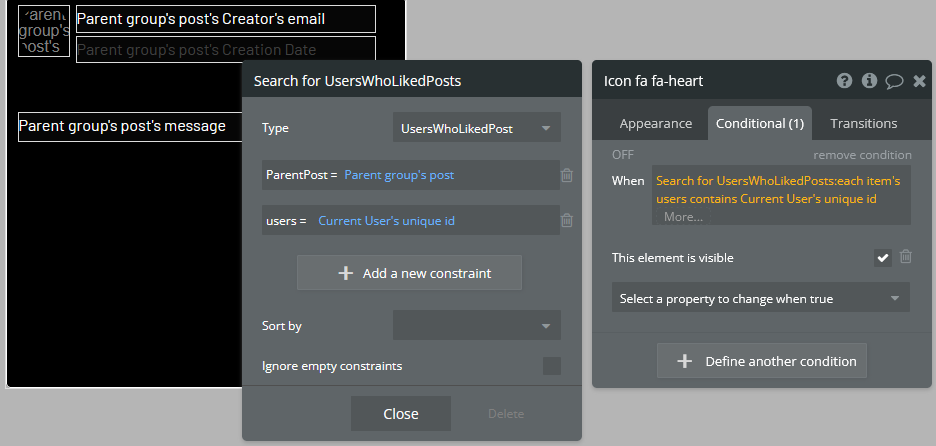 Parent
group's
post's
Parent group's post's Creator's email
Parent group's post's Creation Date
Parent group's post's message
Search for UsersWhoLikedPosts
Type
UsersWhoLikedPost
ParentPost = Parent group's post
users = Current User's unique id
Add a new constraint
Sort by
Ignore empty constraints
Close
Delete
Icon fa fa-heart
Appearance
Conditional (1)
Transitions
OFF
remove condition
When
Search for UsersWhoLikedPosts:each item's
users contains Current User's unique id
More...
This element is visible
Select a property to change when true
Define another condition